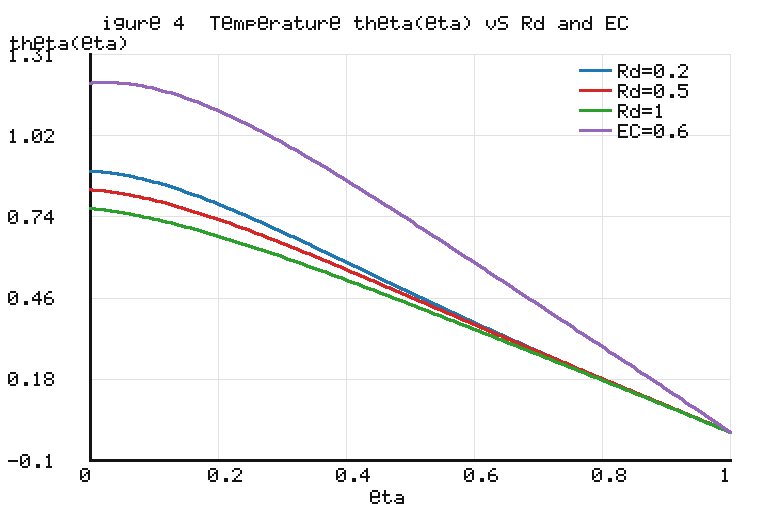 igure 4  Temperature theta(eta) vS Rd and EC
theta(eta)
1.31
Rd=0.2
Rd=0.5
Rd=1
EC=0.6
1.02
0.74
0.46
0.18
-0.1
0 0.2 0.4 0.6 0.8 1
eta